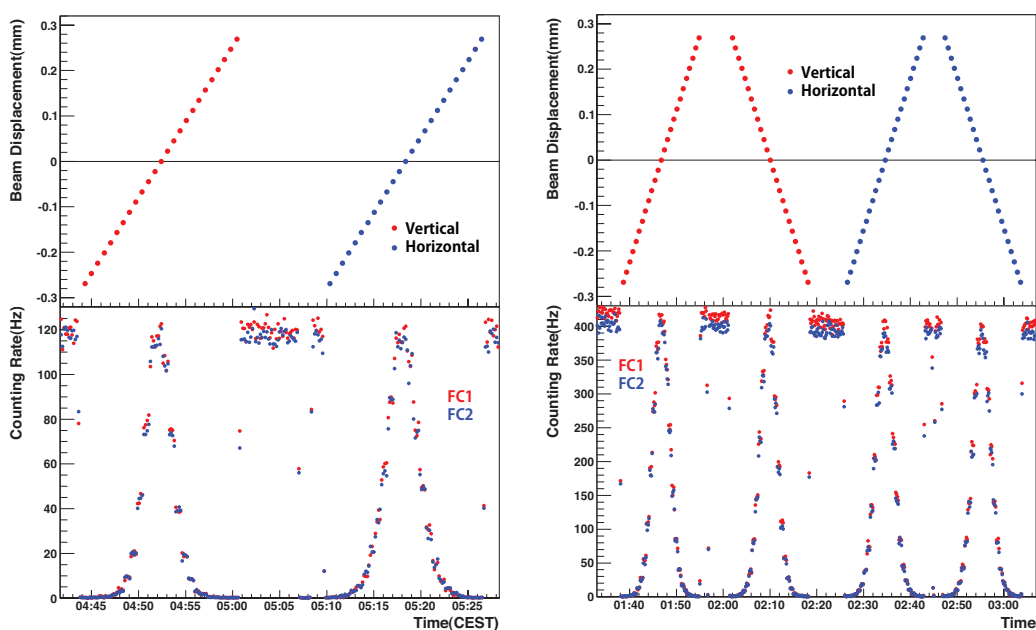 Beam Displacement(mm)
0.3
0.2
0.1
0
-0.1
-0.2
-0.3
Vertical
Horizontal
Counting Rate(Hz)
120
100
80
60
40
20
0
FC1
FC2
04:45 04:50 04:55 05:00 05:05 05:10 05:15 05:20 05:25
Time(CEST)
Beam Displacement(mm)
0.3
0.2
0.1
0
-0.1
-0.2
-0.3
Vertical
Horizontal
Counting Rate(Hz)
400
350
300
250
200
150
100
50
0
FC1
FC2
01:40 01:50 02:00 02:10 02:20 02:30 02:40 02:50 03:00
Time